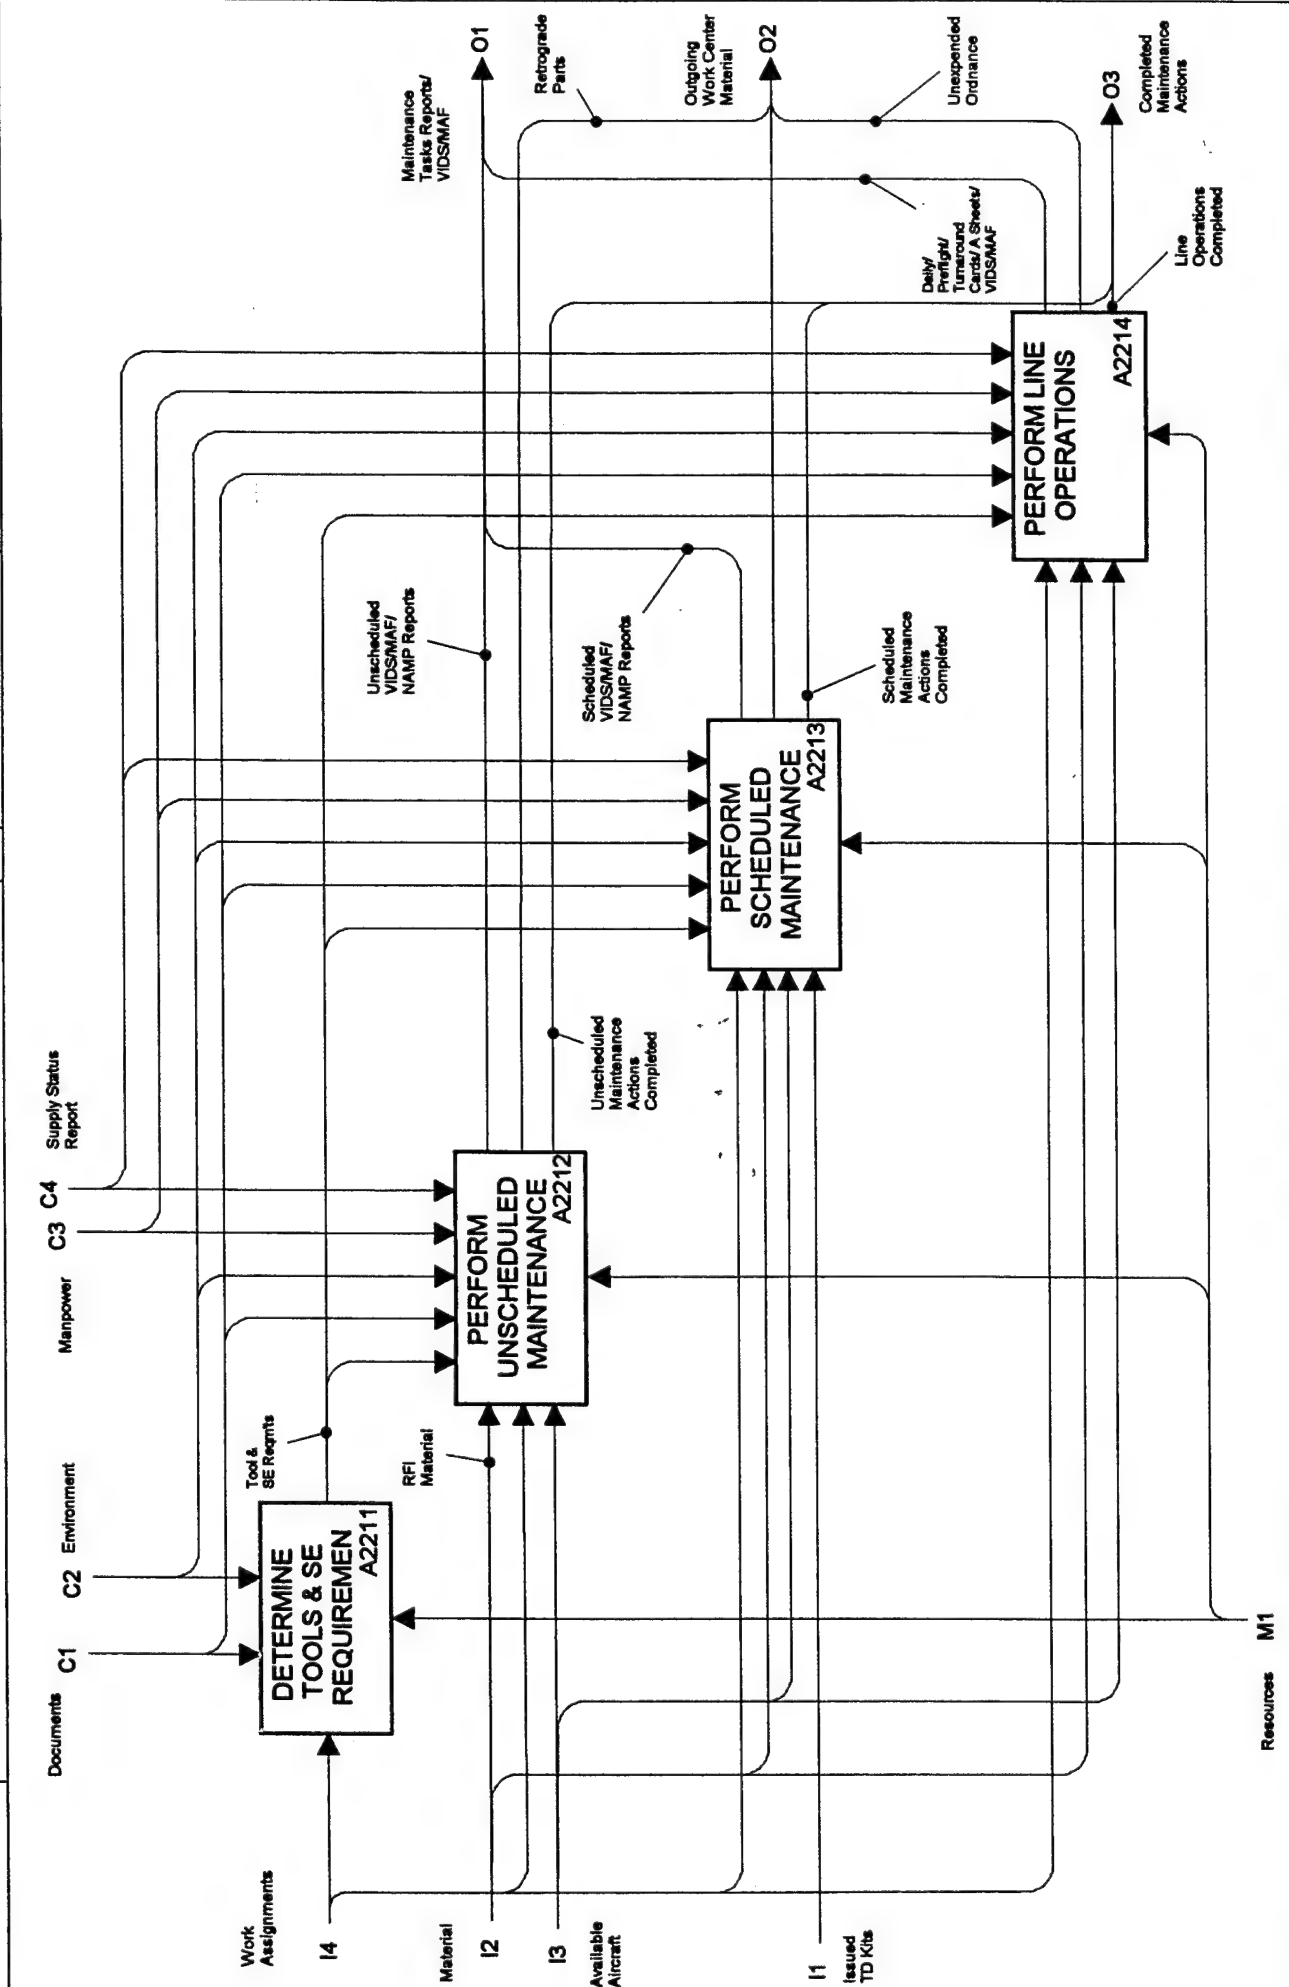 Documents
C1
C2
Environment
Manpower
C3
C4
Supply Status
Report
Work
Assignments
I4
DETERMINE
TOOLS & SE
REQUIREMEN
A2211
Tool &
SE Reqmts
Material
I2
RFI
Material
I3
Available
Aircraft
PERFORM
UNSCHEDULED
MAINTENANCE
A2212
Unscheduled
Maintenance
Actions
Completed
Unscheduled
VIDS/MAF/
NAMP Reports
Scheduled
VIDS/MAF/
NAMP Reports
I1
Issued
TD Kits
PERFORM
SCHEDULED
MAINTENANCE
A2213
Scheduled
Maintenance
Actions
Completed
PERFORM LINE
OPERATIONS
A2214
Daily/
Preflight/
Turnaround
Cards/ A Sheets/
VIDS/MAF
Line
Operations
Completed
Maintenance
Tasks Reports/
VIDS/MAF
O1
Retrograde
Parts
Outgoing
Work Center
Material
O2
Unexpended
Ordnance
O3
Completed
Maintenance
Actions
Resources
M1